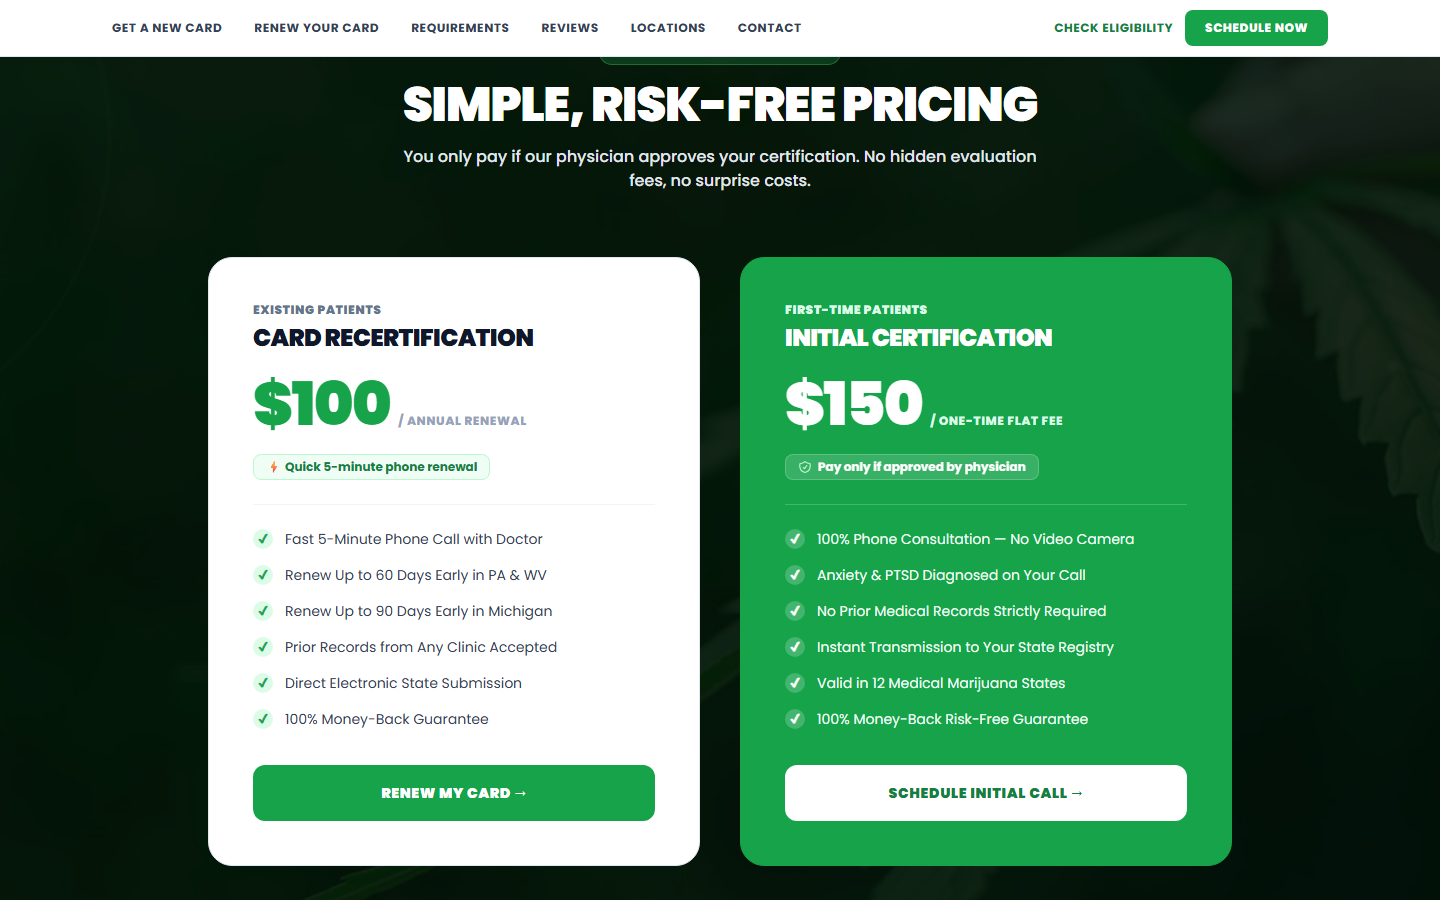 GET A NEW CARD
RENEW YOUR CARD
REQUIREMENTS
REVIEWS
LOCATIONS
CONTACT
CHECK ELIGIBILITY
SCHEDULE NOW
SIMPLE, RISK-FREE PRICING
You only pay if our physician approves your certification. No hidden evaluation
fees, no surprise costs.
EXISTING PATIENTS
CARD RECERTIFICATION
$100 / ANNUAL RENEWAL
Quick 5-minute phone renewal
Fast 5-Minute Phone Call with Doctor
Renew Up to 60 Days Early in PA & WV
Renew Up to 90 Days Early in Michigan
Prior Records from Any Clinic Accepted
Direct Electronic State Submission
100% Money-Back Guarantee
RENEW MY CARD →
FIRST-TIME PATIENTS
INITIAL CERTIFICATION
$150 / ONE-TIME FLAT FEE
Pay only if approved by physician
100% Phone Consultation — No Video Camera
Anxiety & PTSD Diagnosed on Your Call
No Prior Medical Records Strictly Required
Instant Transmission to Your State Registry
Valid in 12 Medical Marijuana States
100% Money-Back Risk-Free Guarantee
SCHEDULE INITIAL CALL →